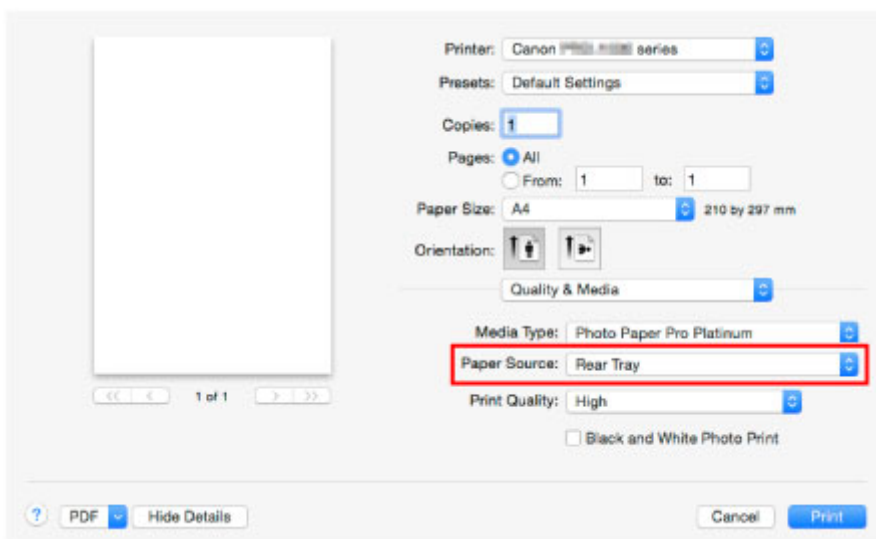 Printer: Canon series
Presets: Default Settings
Copies: 1
Pages: All
From: 1 to: 1
Paper Size: A4 210 by 297 mm
Orientation:
Quality & Media
Media Type: Photo Paper Pro Platinum
Paper Source: Rear Tray
<< < 1 of 1 > >>
Print Quality: High
Black and White Photo Print
? PDF Hide Details Cancel Print